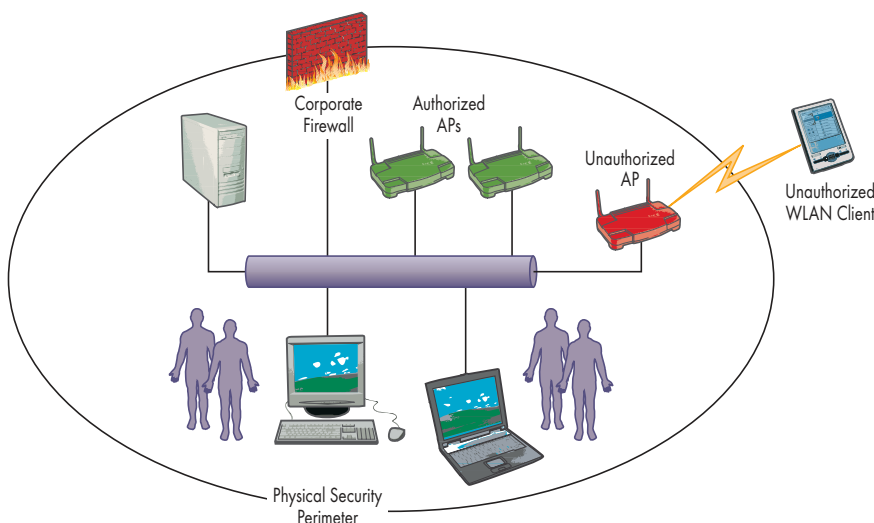 Corporate
Firewall
Authorized
APs
Unauthorized
AP
Unauthorized
WLAN Client
Physical Security
Perimeter